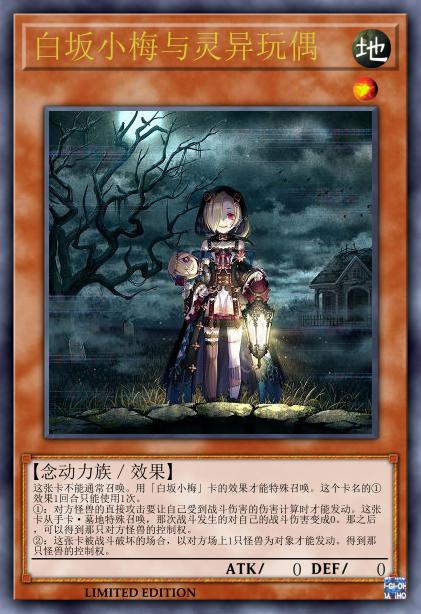 白坂小梅与灵异玩偶
地
【念动力族 / 效果】
这张卡不能通常召唤。用「白坂小梅」卡的效果才能特殊召唤。这个卡名的①
效果1回合只能使用1次。
①：对方怪兽的直接攻击要让自己受到战斗伤害的伤害计算时才能发动。这张
卡从手卡·墓地特殊召唤，那次战斗发生的对自己的战斗伤害变成0。那之后
，可以得到那只对方怪兽的控制权。
②：这张卡被战斗破坏的场合，以对方场上1只怪兽为对象才能发动。得到那
只怪兽的控制权。
ATK/ 0 DEF/ 0
LIMITED EDITION